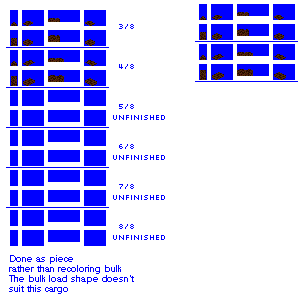 3/8
4/8
5/8
UNFINISHED
6/8
UNFINISHED
7/8
UNFINISHED
8/8
UNFINISHED
Done as piece
rather than recoloring bulk
The bulk load shape doesn't
suit this cargo